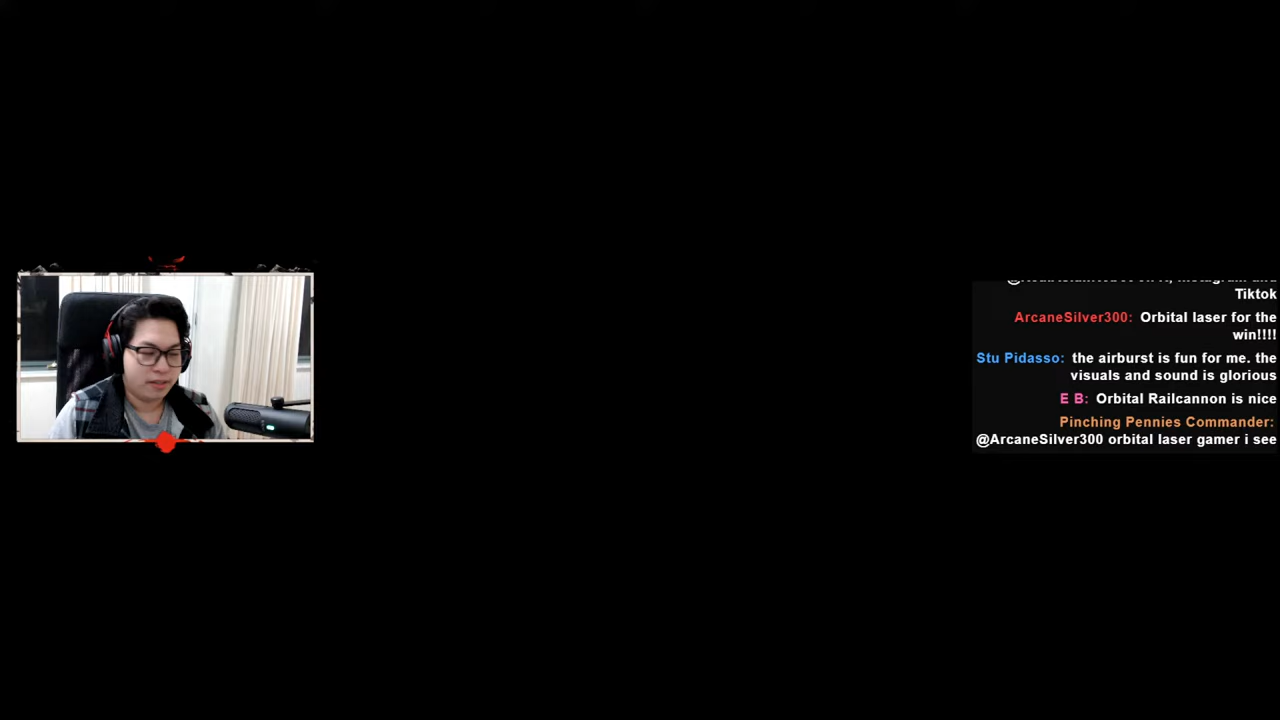 Tiktok
ArcaneSilver300: Orbital laser for the
win!!!!
Stu Pidasso: the airburst is fun for me. the
visuals and sound is glorious
E B: Orbital Railcannon is nice
Pinching Pennies Commander:
@ArcaneSilver300 orbital laser gamer i see